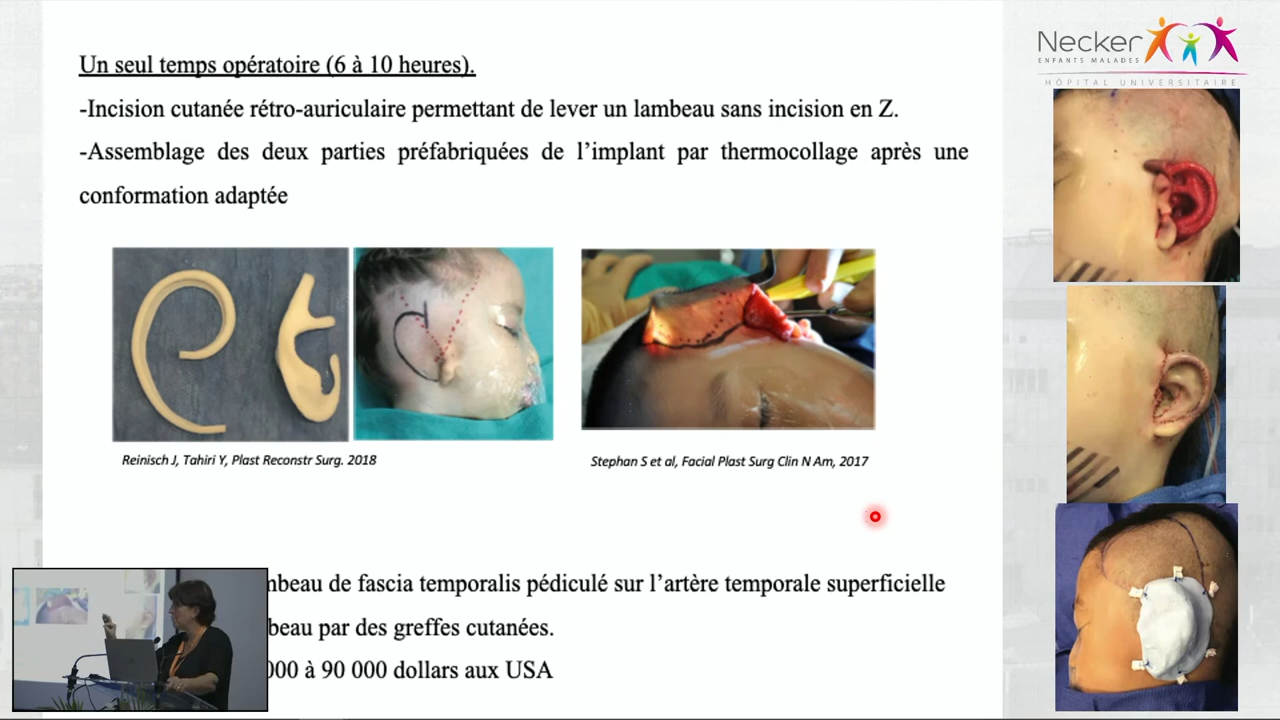 Un seul temps opératoire (6 à 10 heures).
-Incision cutanée rétro-auriculaire permettant de lever un lambeau sans incision en Z.
-Assemblage des deux parties préfabriquées de l’implant par thermocollage après une
conformation adaptée
Reinisch J, Tahiri Y, Plast Reconstr Surg. 2018
Stephan S et al, Facial Plast Surg Clin N Am, 2017
de fascia temporalis pédiculé sur l’artère temporale superficielle
par des greffes cutanées.
à 90 000 dollars aux USA
Necker
ENFANTS MALADES
HÔPITAL UNIVERSITAIRE